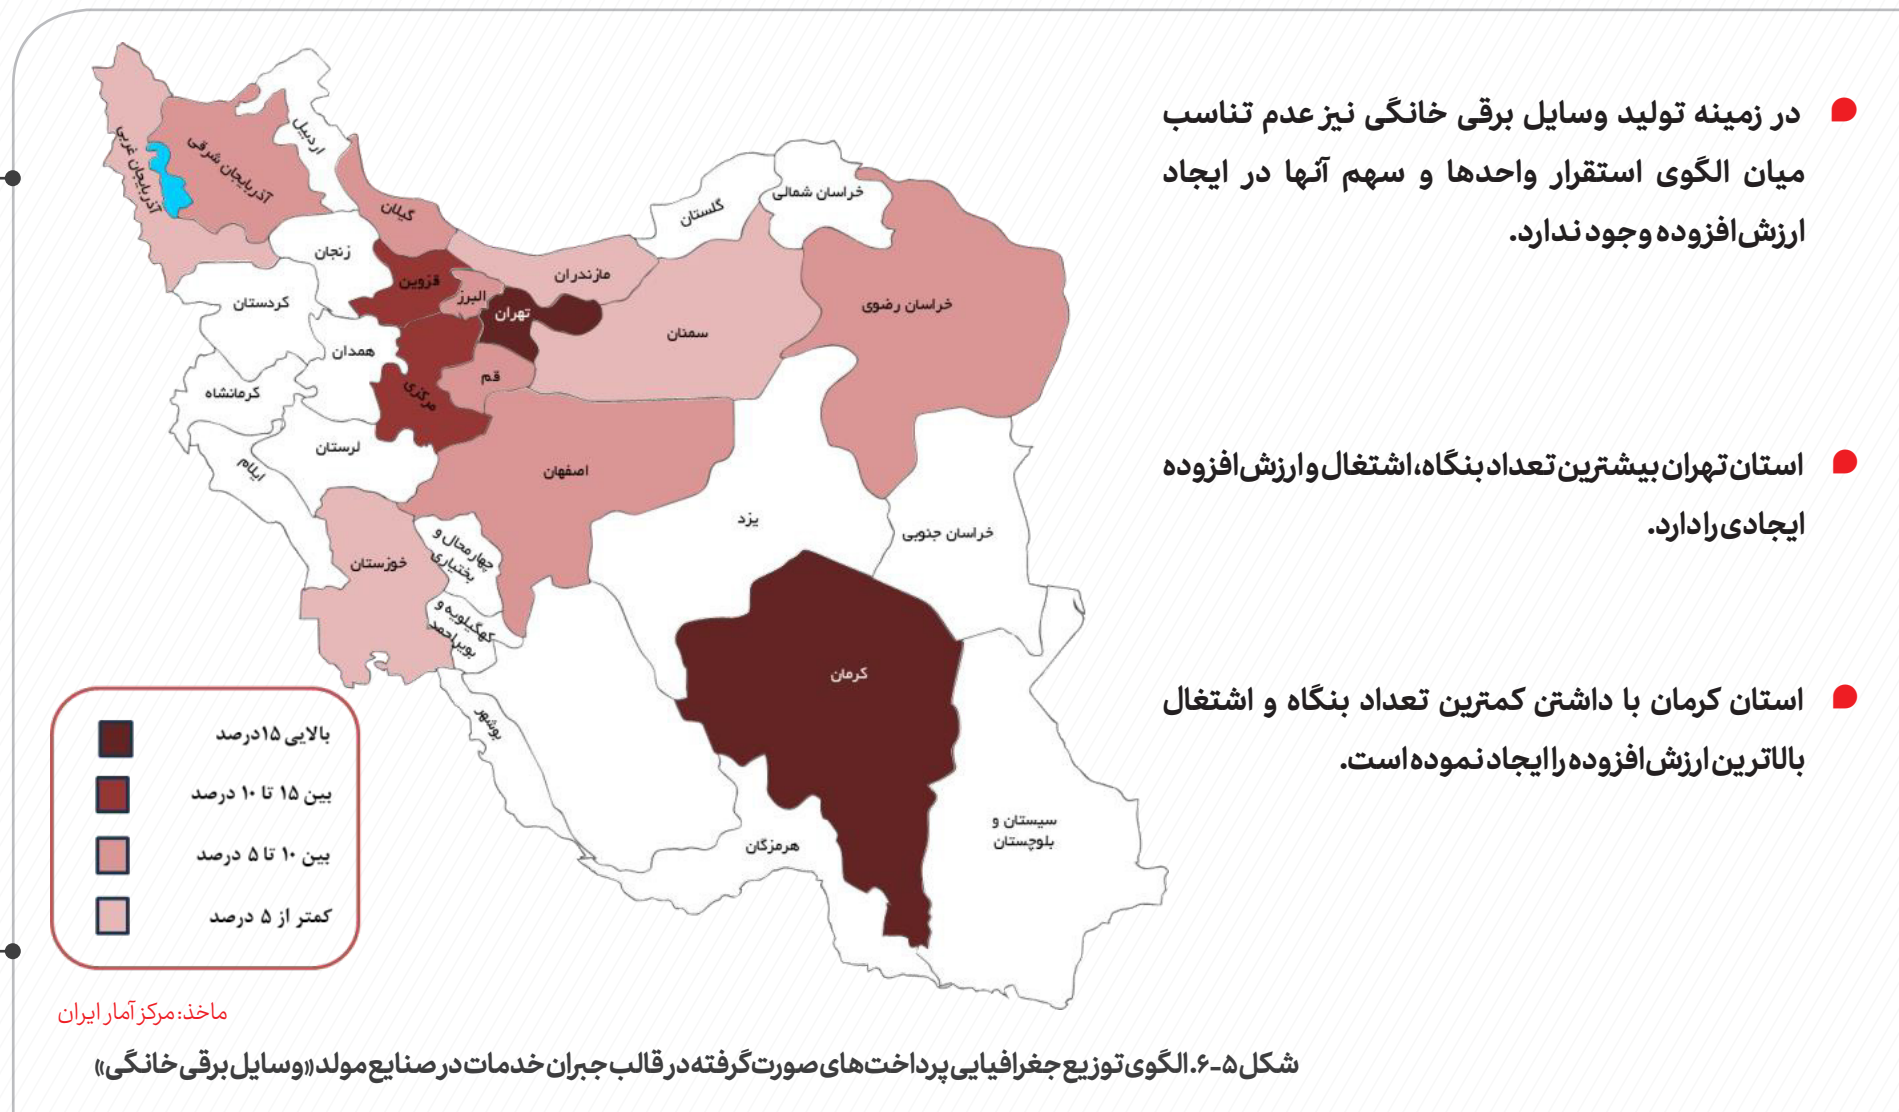 در زمینه تولید وسایل برقی خانگی نیز عدم تناسب
میان الگوی استقرار واحدها و سهم آنها در ایجاد
ارزش‌افزوده وجود ندارد.
استان تهران بیشترین تعداد بنگاه، اشتغال و ارزش‌افزوده
ایجادی را دارد.
استان کرمان با داشتن کمترین تعداد بنگاه و اشتغال
بالاترین ارزش‌افزوده را ایجاد نموده است.
اردبیل
آذربایجان شرقی
آذربایجان غربی
گیلان
خراسان شمالی
گلستان
زنجان
مازندران
قزوین
البرز
تهران
خراسان رضوی
کردستان
سمنان
همدان
قم
کرمانشاه
مرکزی
لرستان
اصفهان
ایلام
یزد
خراسان جنوبی
چهارمحال و
بختیاری
خوزستان
کهگیلویه و
بویراحمد
کرمان
بوشهر
سیستان و
بلوچستان
هرمزگان
بالایی ۱۵درصد
بین ۱۵ تا ۱۰ درصد
بین ۱۰ تا ۵ درصد
کمتر از ۵ درصد
ماخذ: مرکز آمار ایران
شکل ۵-۶. الگوی توزیع جغرافیایی پرداخت‌های صورت‌گرفته در قالب جبران خدمات در صنایع مولد «وسایل برقی خانگی»